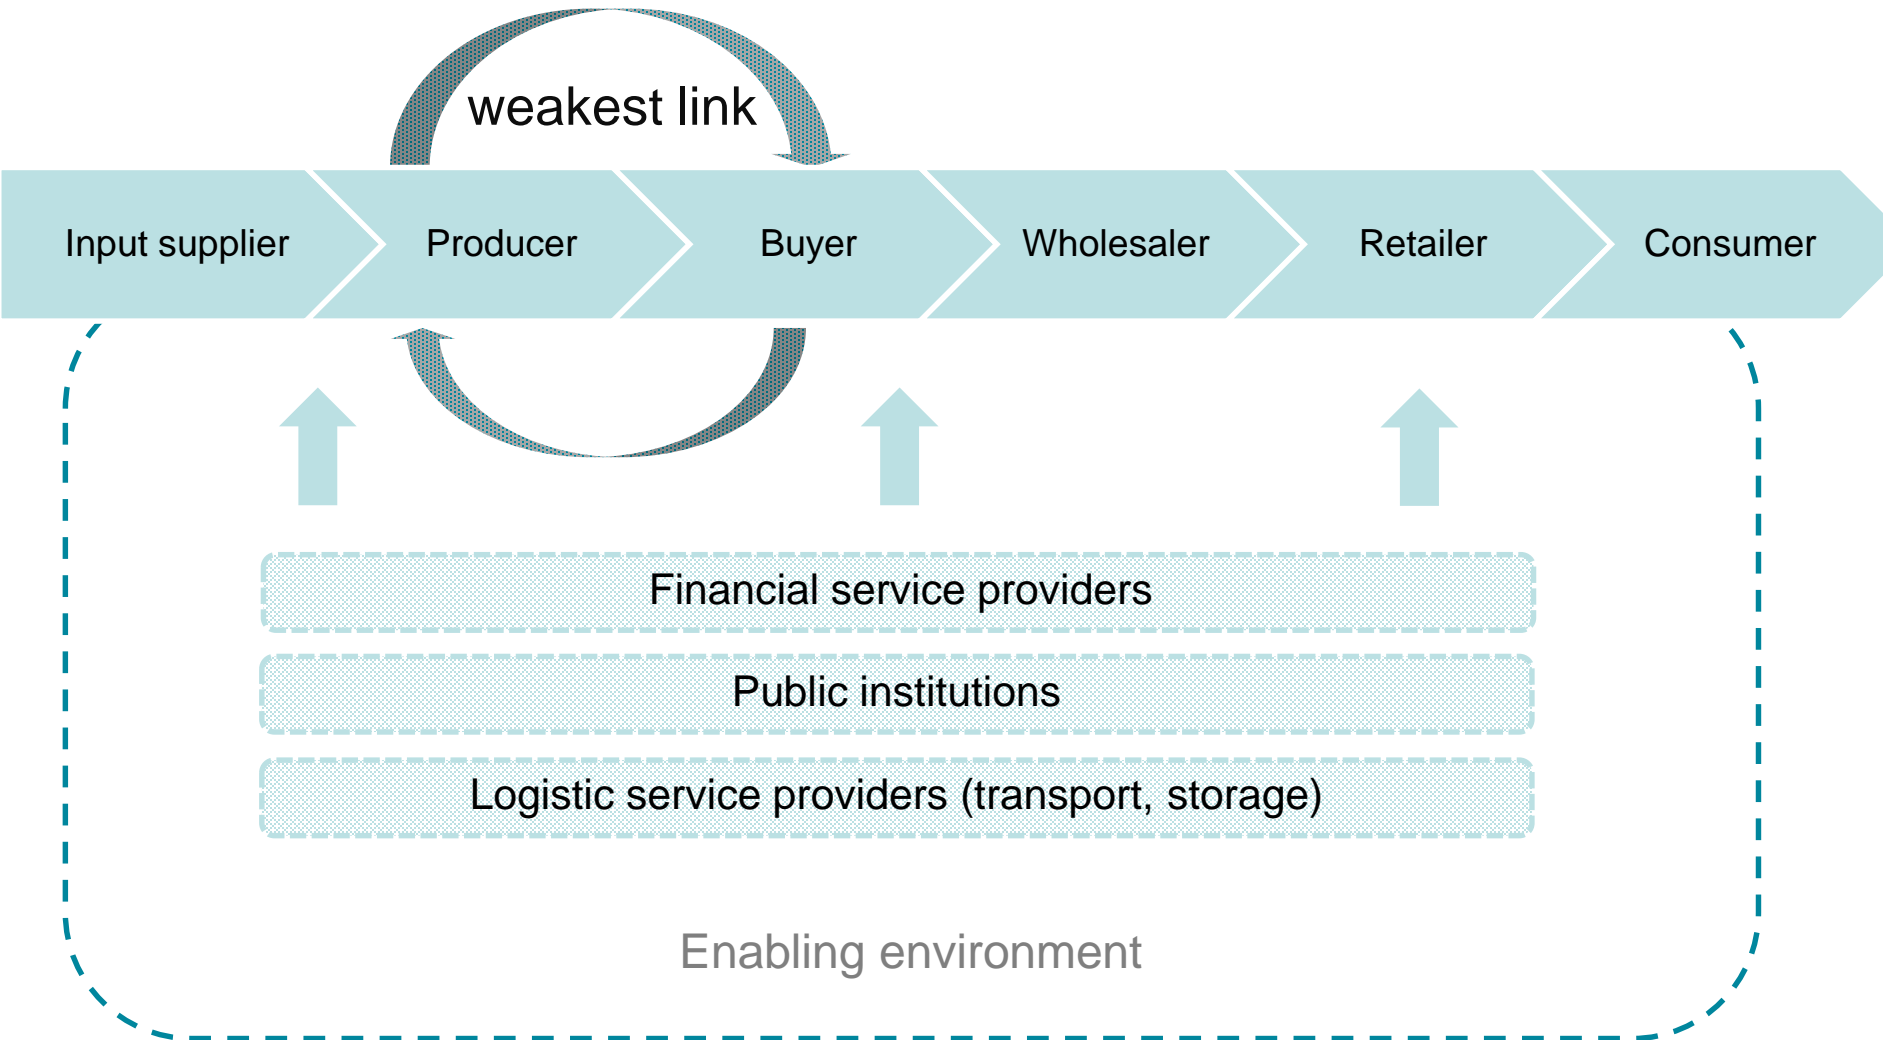 weakest link
Input supplier
Producer
Buyer
Wholesaler
Retailer
Consumer
Financial service providers
Public institutions
Logistic service providers (transport, storage)
Enabling environment